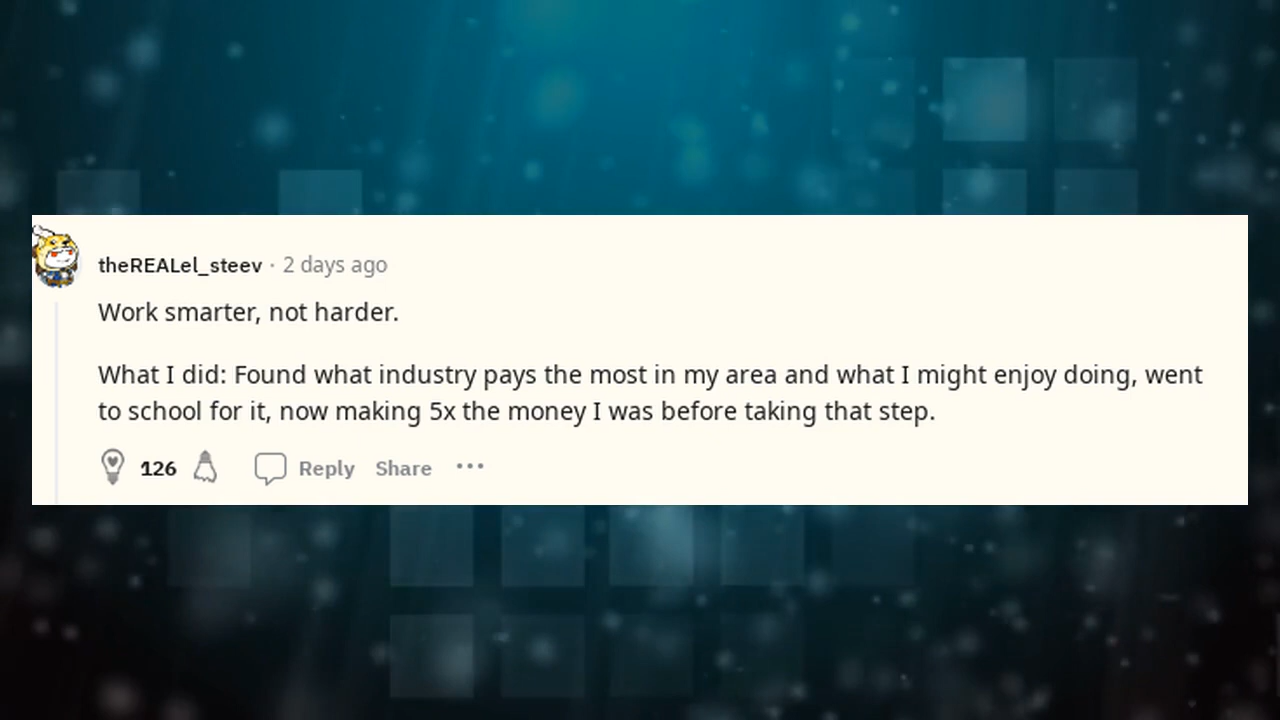 theREALel_steev · 2 days ago
Work smarter, not harder.
What I did: Found what industry pays the most in my area and what I might enjoy doing, went
to school for it, now making 5x the money I was before taking that step.
126 Reply Share •••